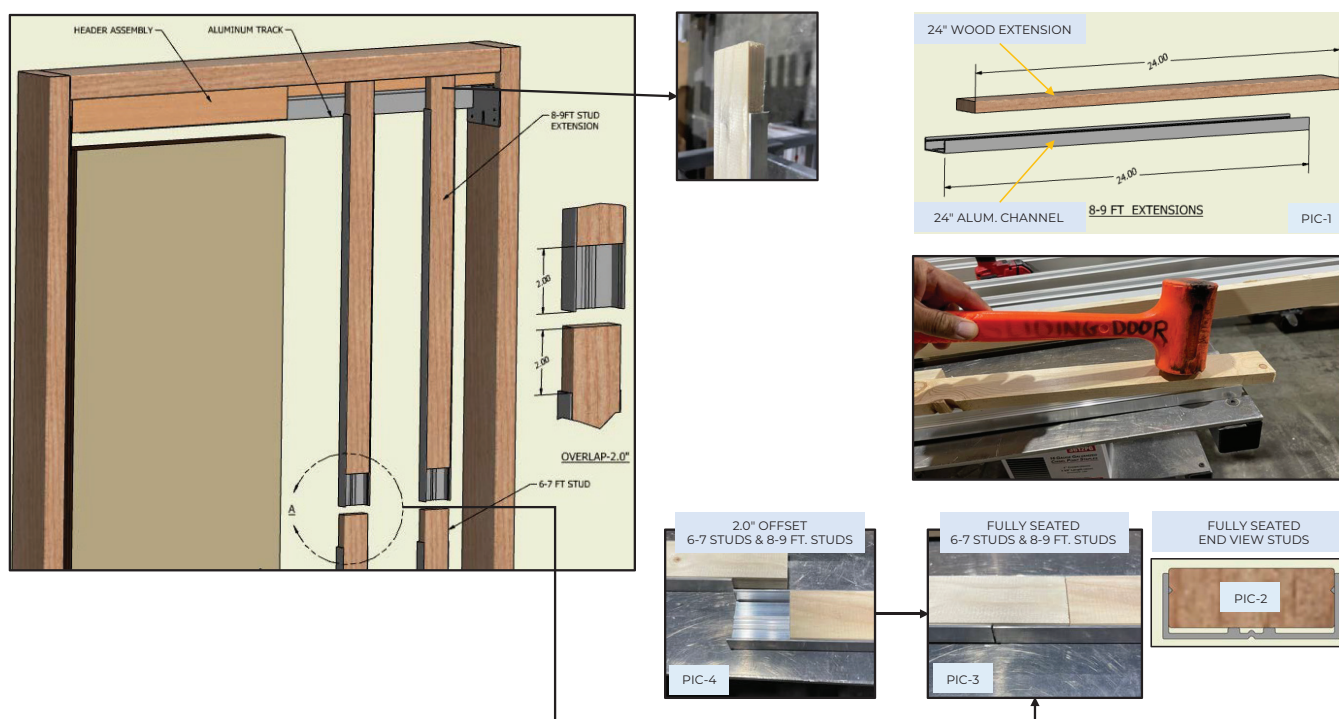 HEADER ASSEMBLY
ALUMINUM TRACK
8-9FT STUD
EXTENSION
2.00
2.00
OVERLAP-2.0"
6-7 FT STUD
A
24" WOOD EXTENSION
24.00
24.00
24" ALUM. CHANNEL
8-9 FT EXTENSIONS
PIC-1
SLIDING DOOR
2.0" OFFSET
6-7 STUDS & 8-9 FT. STUDS
PIC-4
FULLY SEATED
6-7 STUDS & 8-9 FT. STUDS
PIC-3
FULLY SEATED
END VIEW STUDS
PIC-2